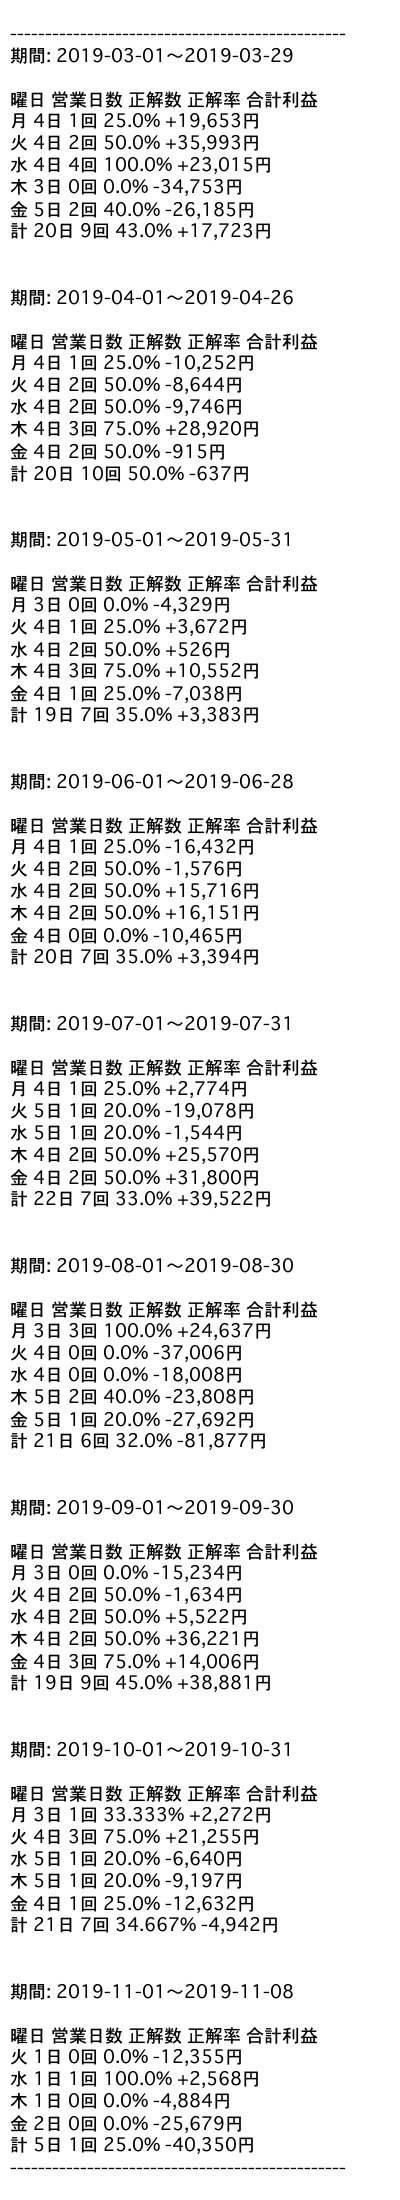 ------------------------------------------------
期間: 2019-03-01～2019-03-29
曜日 営業日数 正解数 正解率 合計利益
月 4日 1回 25.0% +19,653円
火 4日 2回 50.0% +35,993円
水 4日 4回 100.0% +23,015円
木 3日 0回 0.0% -34,753円
金 5日 2回 40.0% -26,185円
計 20日 9回 43.0% +17,723円
期間: 2019-04-01～2019-04-26
曜日 営業日数 正解数 正解率 合計利益
月 4日 1回 25.0% -10,252円
火 4日 2回 50.0% -8,644円
水 4日 2回 50.0% -9,746円
木 4日 3回 75.0% +28,920円
金 4日 2回 50.0% -915円
計 20日 10回 50.0% -637円
期間: 2019-05-01～2019-05-31
曜日 営業日数 正解数 正解率 合計利益
月 3日 0回 0.0% -4,329円
火 4日 1回 25.0% +3,672円
水 4日 2回 50.0% +526円
木 4日 3回 75.0% +10,552円
金 4日 1回 25.0% -7,038円
計 19日 7回 35.0% +3,383円
期間: 2019-06-01～2019-06-28
曜日 営業日数 正解数 正解率 合計利益
月 4日 1回 25.0% -16,432円
火 4日 2回 50.0% -1,576円
水 4日 2回 50.0% +15,716円
木 4日 2回 50.0% +16,151円
金 4日 0回 0.0% -10,465円
計 20日 7回 35.0% +3,394円
期間: 2019-07-01～2019-07-31
曜日 営業日数 正解数 正解率 合計利益
月 4日 1回 25.0% +2,774円
火 5日 1回 20.0% -19,078円
水 5日 1回 20.0% -1,544円
木 4日 2回 50.0% +25,570円
金 4日 2回 50.0% +31,800円
計 22日 7回 33.0% +39,522円
期間: 2019-08-01～2019-08-30
曜日 営業日数 正解数 正解率 合計利益
月 3日 3回 100.0% +24,637円
火 4日 0回 0.0% -37,006円
水 4日 0回 0.0% -18,008円
木 5日 2回 40.0% -23,808円
金 5日 1回 20.0% -27,692円
計 21日 6回 32.0% -81,877円
期間: 2019-09-01～2019-09-30
曜日 営業日数 正解数 正解率 合計利益
月 3日 0回 0.0% -15,234円
火 4日 2回 50.0% -1,634円
水 4日 2回 50.0% +5,522円
木 4日 2回 50.0% +36,221円
金 4日 3回 75.0% +14,006円
計 19日 9回 45.0% +38,881円
期間: 2019-10-01～2019-10-31
曜日 営業日数 正解数 正解率 合計利益
月 3日 1回 33.333% +2,272円
火 4日 3回 75.0% +21,255円
水 5日 1回 20.0% -6,640円
木 5日 1回 20.0% -9,197円
金 4日 1回 25.0% -12,632円
計 21日 7回 34.667% -4,942円
期間: 2019-11-01～2019-11-08
曜日 営業日数 正解数 正解率 合計利益
火 1日 0回 0.0% -12,355円
水 1日 1回 100.0% +2,568円
木 1日 0回 0.0% -4,884円
金 2日 0回 0.0% -25,679円
計 5日 1回 25.0% -40,350円
------------------------------------------------